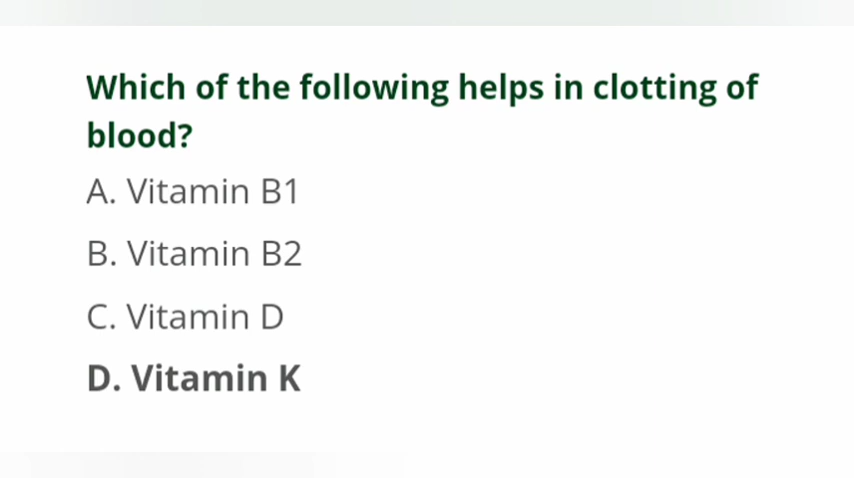 Which of the following helps in clotting of
blood?
A. Vitamin B1
B. Vitamin B2
C. Vitamin D
D. Vitamin K